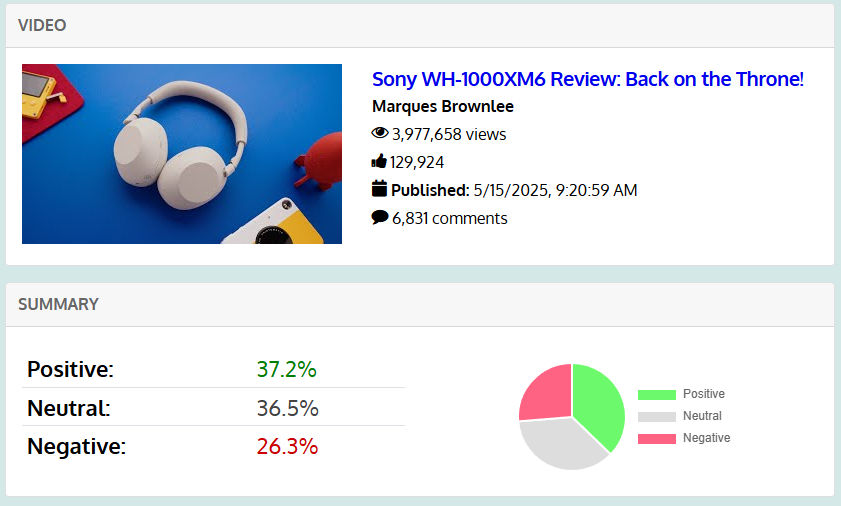 VIDEO
Sony WH-1000XM6 Review: Back on the Throne!
Marques Brownlee
3,977,658 views
129,924
Published: 5/15/2025, 9:20:59 AM
6,831 comments
SUMMARY
Positive: 37.2%
Neutral: 36.5%
Negative: 26.3%
Positive
Neutral
Negative